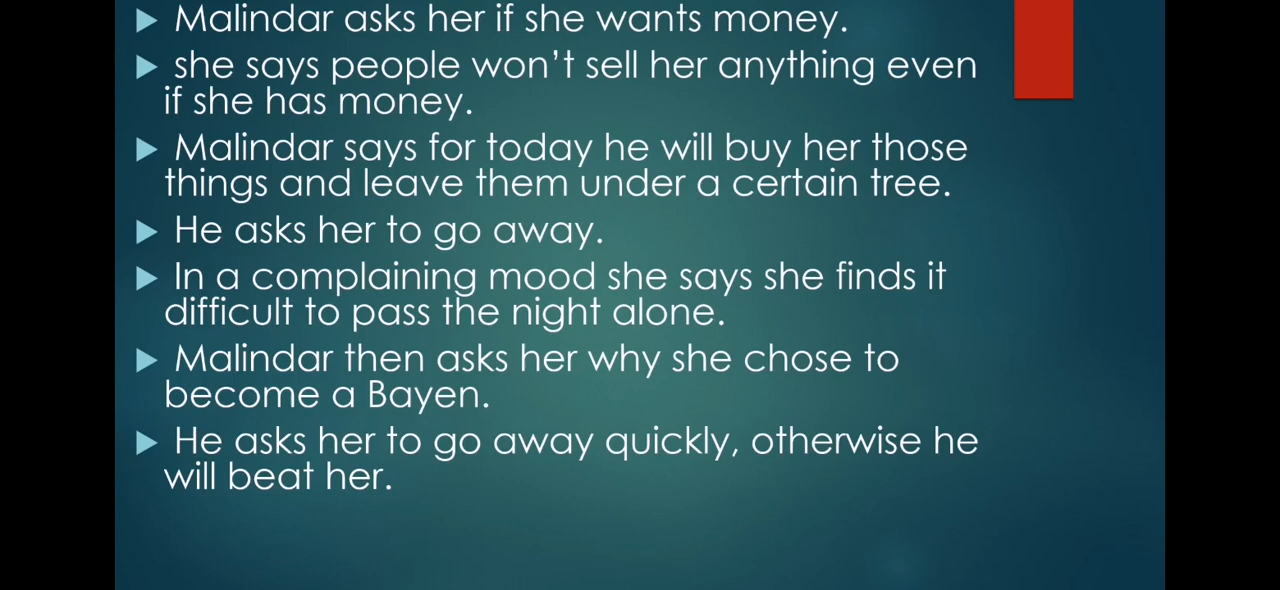 ▶ Malindar asks her if she wants money.
▶ she says people won't sell her anything even
if she has money.
▶ Malindar says for today he will buy her those
things and leave them under a certain tree.
▶ He asks her to go away.
▶ In a complaining mood she says she finds it
difficult to pass the night alone.
▶ Malindar then asks her why she chose to
become a Bayen.
▶ He asks her to go away quickly, otherwise he
will beat her.